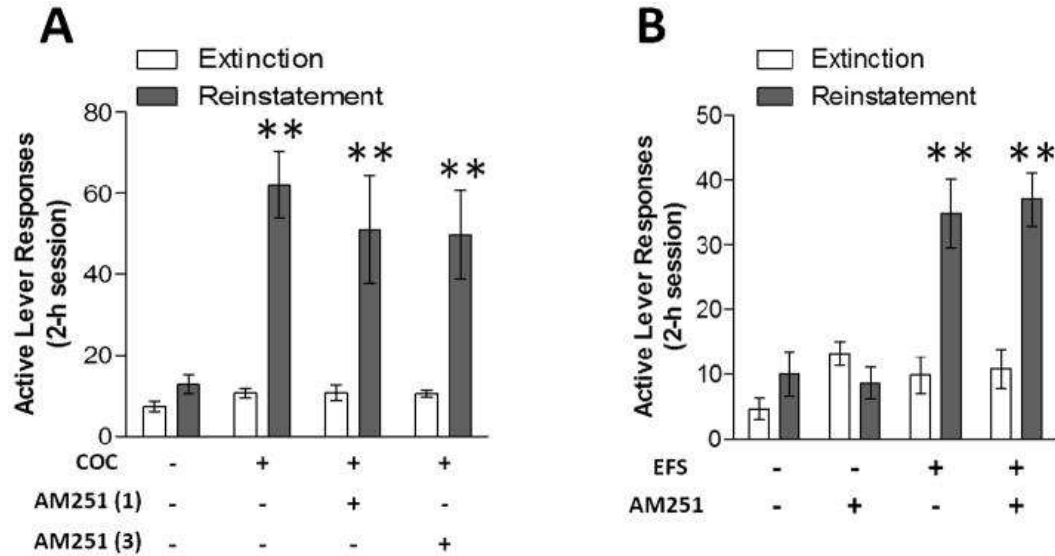 A
Extinction
Reinstatement
Active Lever Responses
(2-h session)
80
60
40
20
0
** ** **
COC - + + +
AM251 (1) - - + -
AM251 (3) - - - +
B
Extinction
Reinstatement
Active Lever Responses
(2-h session)
50
40
30
20
10
0
** **
EFS - - + +
AM251 - + - +